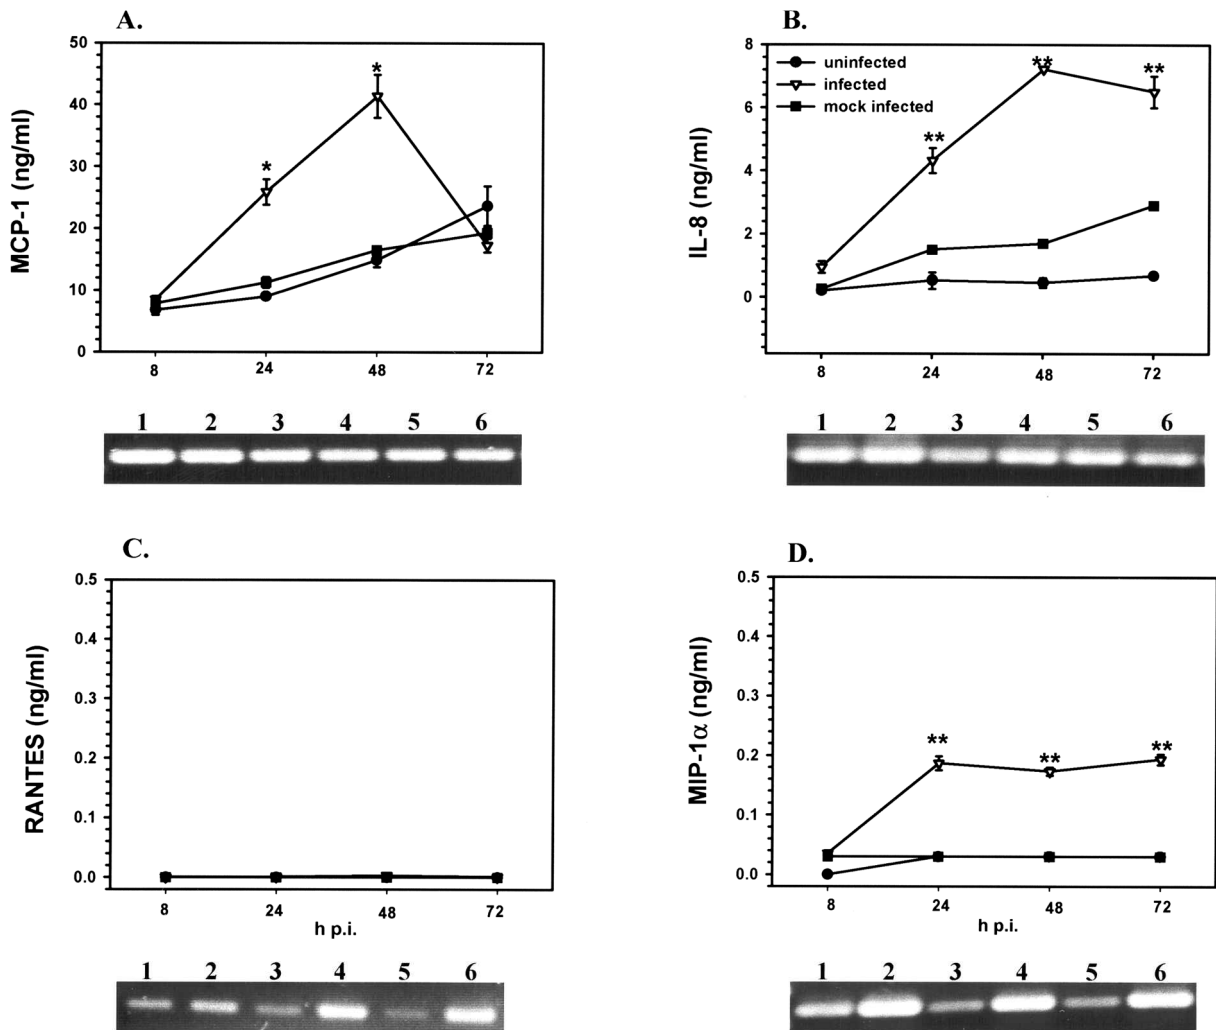 A.
50
40
30
20
10
0
MCP-1 (ng/ml)
*
*
8 24 48 72
1 2 3 4 5 6
B.
8
6
4
2
0
IL-8 (ng/ml)
uninfected
infected
mock infected
**
**
**
8 24 48 72
1 2 3 4 5 6
C.
0.5
0.4
0.3
0.2
0.1
0.0
RANTES (ng/ml)
8 24 48 72
h p.i.
1 2 3 4 5 6
D.
0.5
0.4
0.3
0.2
0.1
0.0
MIP-1α (ng/ml)
**
**
**
8 24 48 72
h p.i.
1 2 3 4 5 6